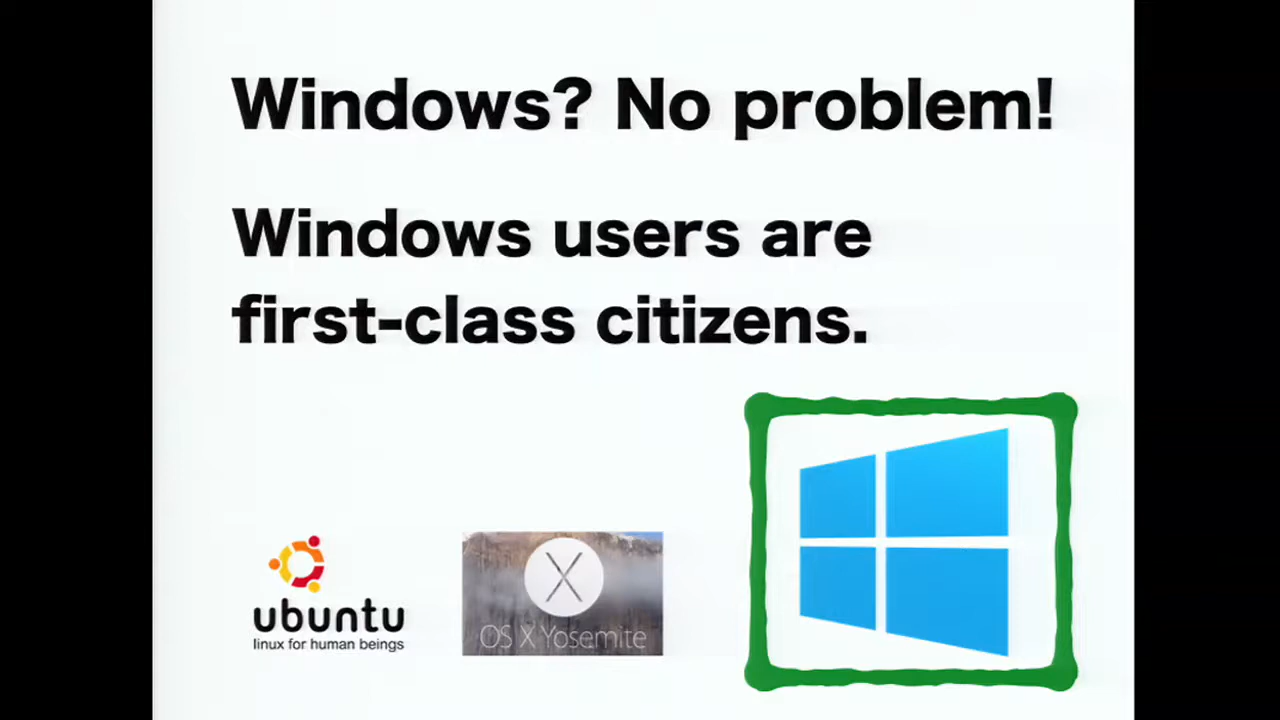 Windows? No problem!
Windows users are
first-class citizens.
ubuntu
linux for human beings
OS X Yosemite